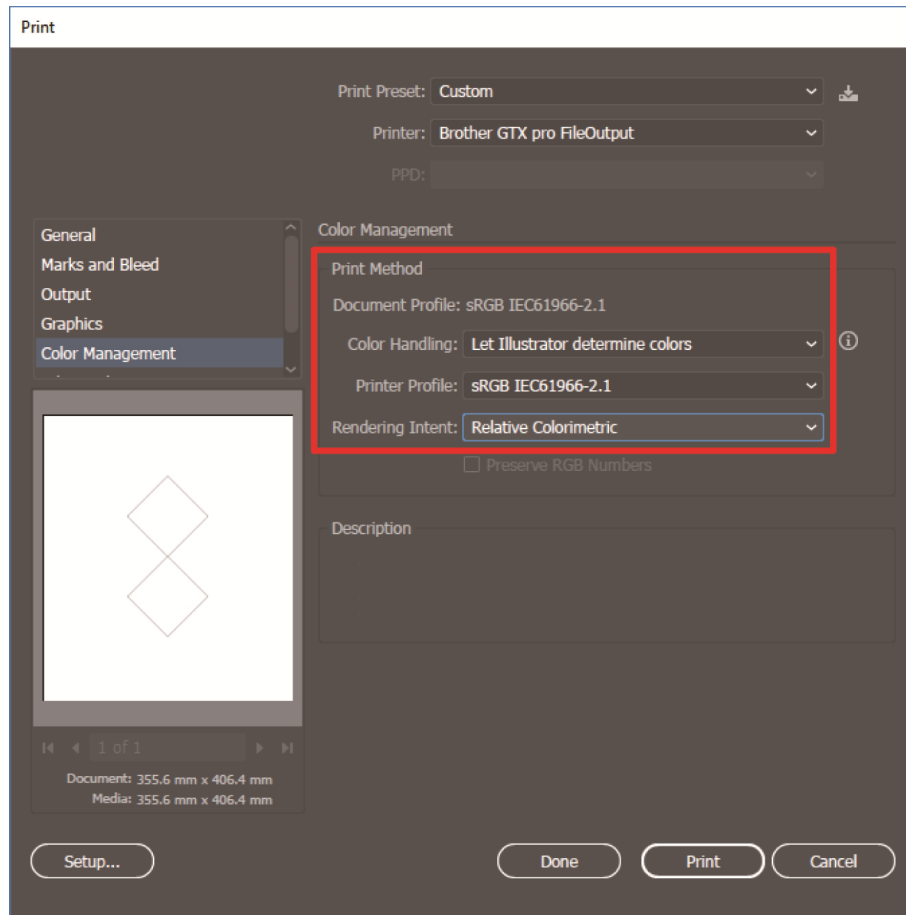 Print
Print Preset: Custom
Printer: Brother GTX pro FileOutput
PPD:
General
Marks and Bleed
Output
Graphics
Color Management
Color Management
Print Method
Document Profile: sRGB IEC61966-2.1
Color Handling: Let Illustrator determine colors
Printer Profile: sRGB IEC61966-2.1
Rendering Intent: Relative Colorimetric
Preserve RGB Numbers
Description
1 of 1
Document: 355.6 mm x 406.4 mm
Media: 355.6 mm x 406.4 mm
Setup...
Done
Print
Cancel